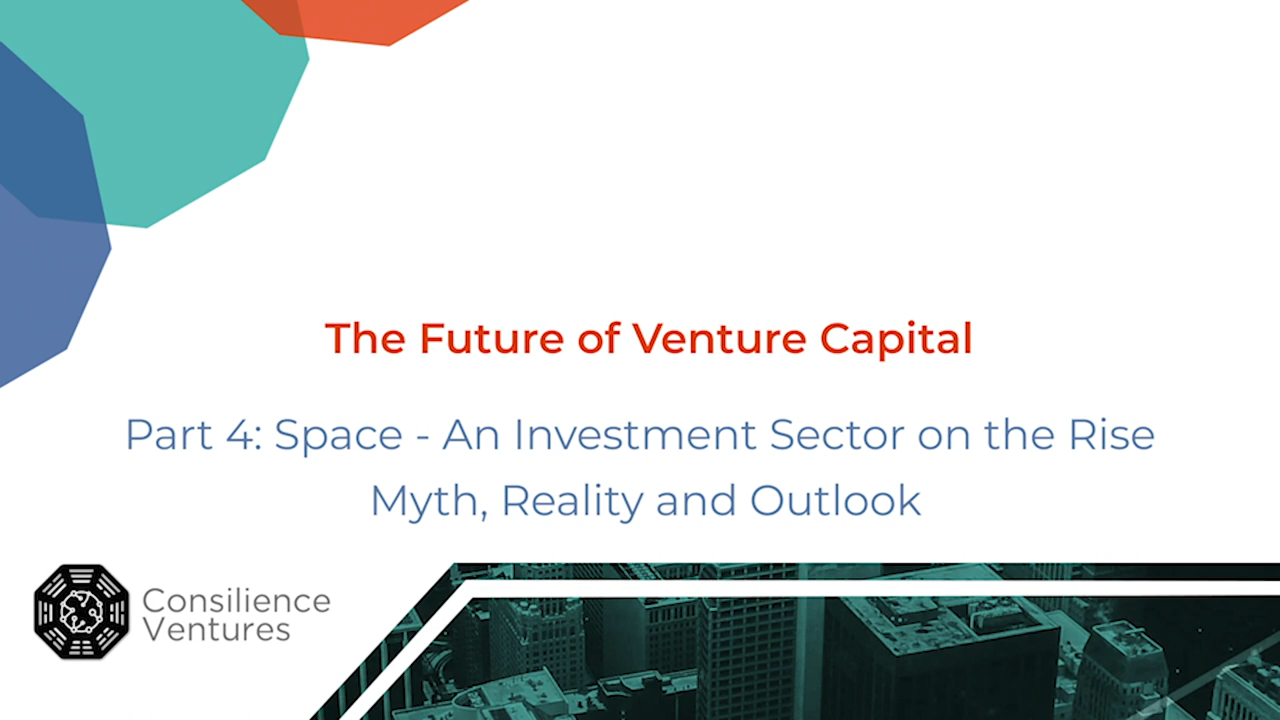 The Future of Venture Capital
Part 4: Space - An Investment Sector on the Rise
Myth, Reality and Outlook
Consilience
Ventures